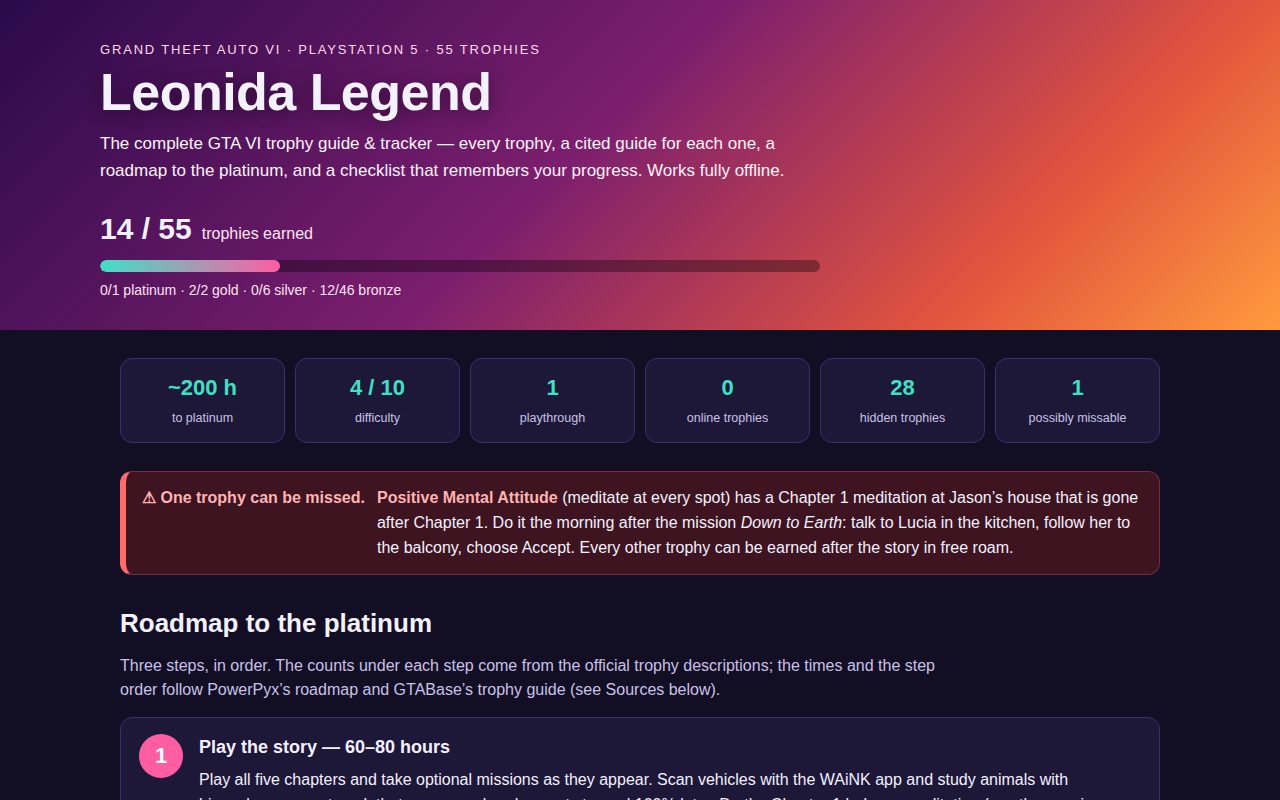 GRAND THEFT AUTO VI · PLAYSTATION 5 · 55 TROPHIES
Leonida Legend
The complete GTA VI trophy guide & tracker — every trophy, a cited guide for each one, a
roadmap to the platinum, and a checklist that remembers your progress. Works fully offline.
14 / 55 trophies earned
0/1 platinum · 2/2 gold · 0/6 silver · 12/46 bronze
~200 h
to platinum
4 / 10
difficulty
1
playthrough
0
online trophies
28
hidden trophies
1
possibly missable
⚠ One trophy can be missed. Positive Mental Attitude (meditate at every spot) has a Chapter 1 meditation at Jason’s house that is gone
after Chapter 1. Do it the morning after the mission Down to Earth: talk to Lucia in the kitchen, follow her to
the balcony, choose Accept. Every other trophy can be earned after the story in free roam.
Roadmap to the platinum
Three steps, in order. The counts under each step come from the official trophy descriptions; the times and the step
order follow PowerPyx’s roadmap and GTABase’s trophy guide (see Sources below).
1
Play the story — 60–80 hours
Play all five chapters and take optional missions as they appear. Scan vehicles with the WAiNK app and study animals with